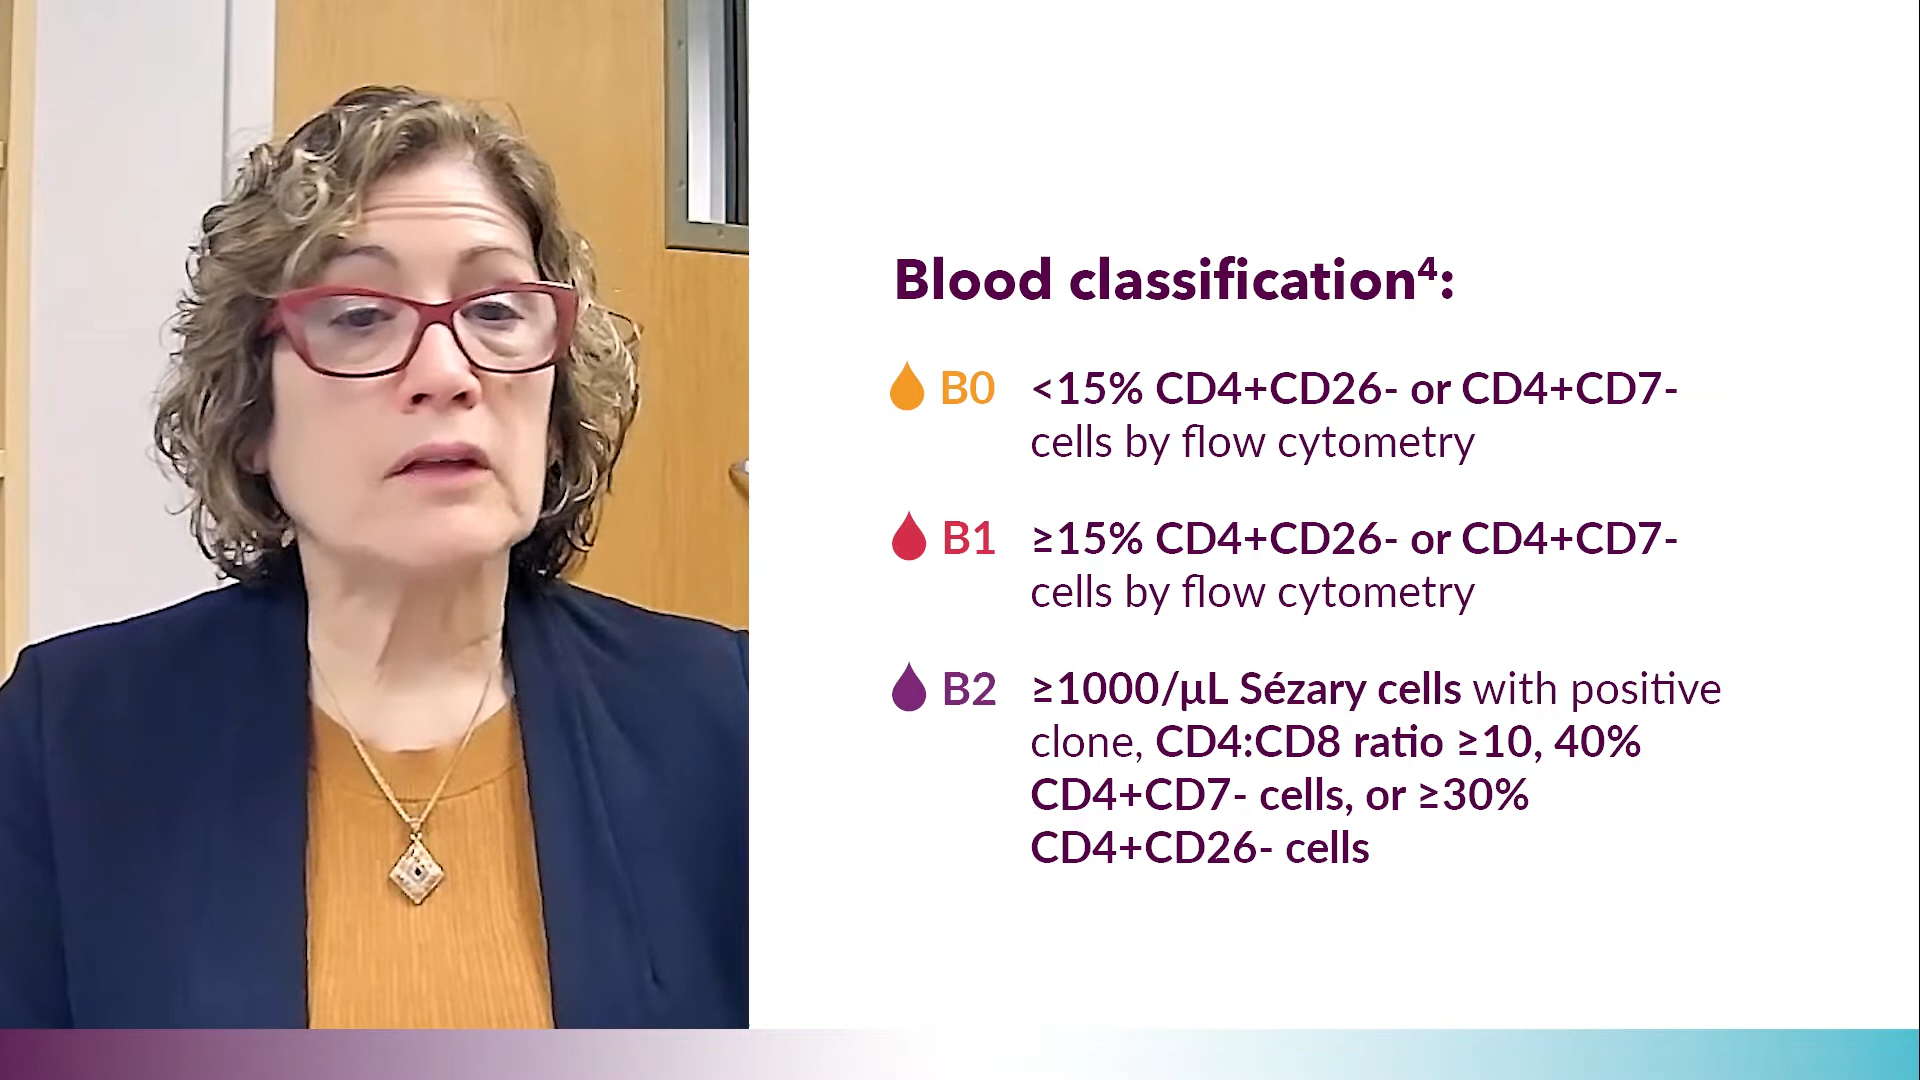 Blood classification⁴:
B0 <15% CD4+CD26- or CD4+CD7-
cells by flow cytometry
B1 ≥15% CD4+CD26- or CD4+CD7-
cells by flow cytometry
B2 ≥1000/µL Sézary cells with positive
clone, CD4:CD8 ratio ≥10, 40%
CD4+CD7- cells, or ≥30%
CD4+CD26- cells